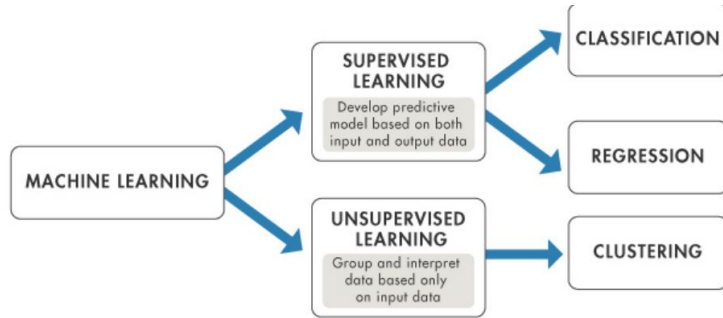 MACHINE LEARNING
SUPERVISED
LEARNING
Develop predictive
model based on both
input and output data
UNSUPERVISED
LEARNING
Group and interpret
data based only
on input data
CLASSIFICATION
REGRESSION
CLUSTERING